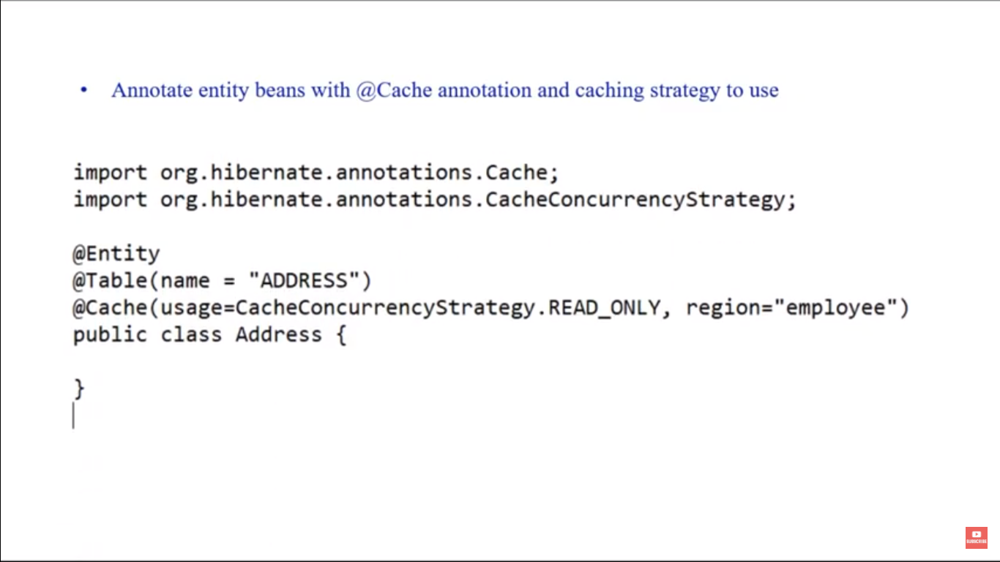 • Annotate entity beans with @Cache annotation and caching strategy to use
import org.hibernate.annotations.Cache;
import org.hibernate.annotations.CacheConcurrencyStrategy;
@Entity
@Table(name = "ADDRESS")
@Cache(usage=CacheConcurrencyStrategy.READ_ONLY, region="employee")
public class Address {
}
SUBSCRIBE